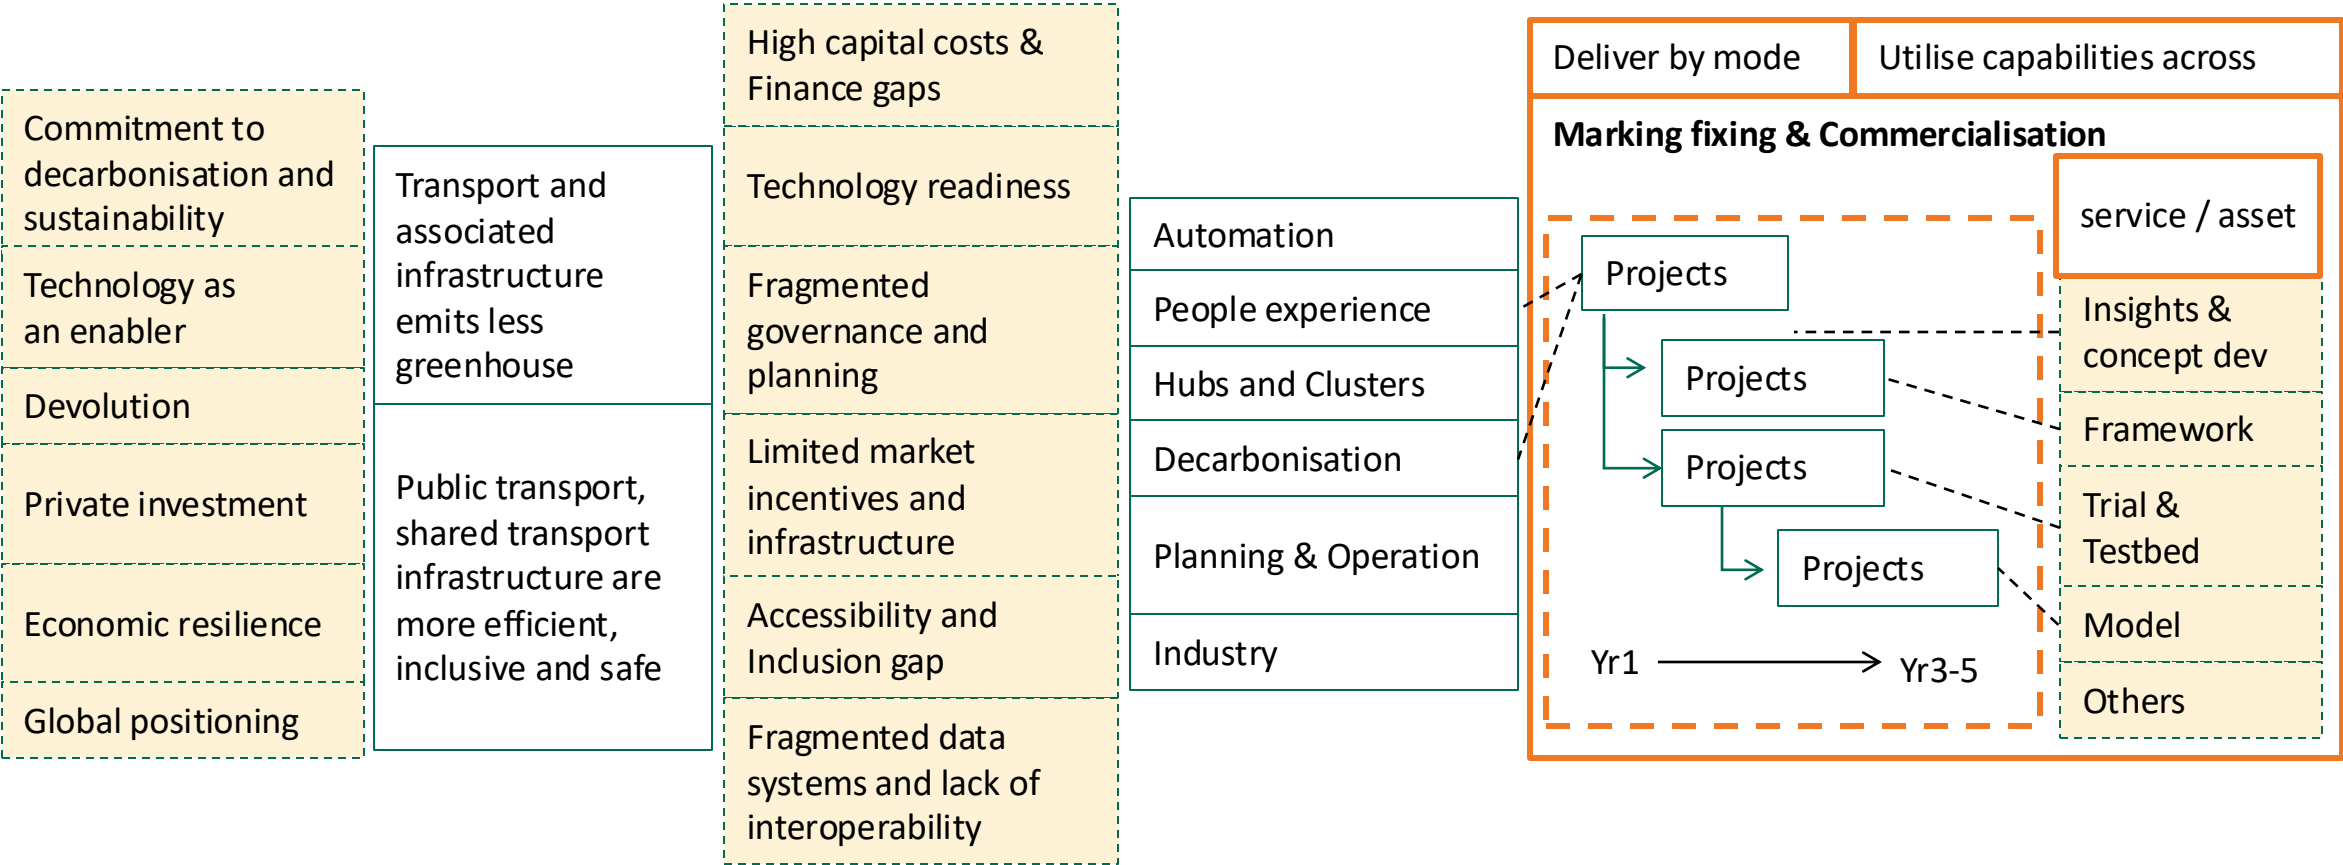 Commitment to
decarbonisation and
sustainability
Technology as
an enabler
Devolution
Private investment
Economic resilience
Global positioning
Transport and
associated
infrastructure
emits less
greenhouse
Public transport,
shared transport
infrastructure are
more efficient,
inclusive and safe
High capital costs &
Finance gaps
Technology readiness
Fragmented
governance and
planning
Limited market
incentives and
infrastructure
Accessibility and
Inclusion gap
Fragmented data
systems and lack of
interoperability
Automation
People experience
Hubs and Clusters
Decarbonisation
Planning & Operation
Industry
Deliver by mode
Utilise capabilities across
Marking fixing & Commercialisation
Projects
Projects
Projects
Projects
Yr1
Yr3-5
service / asset
Insights &
concept dev
Framework
Trial &
Testbed
Model
Others